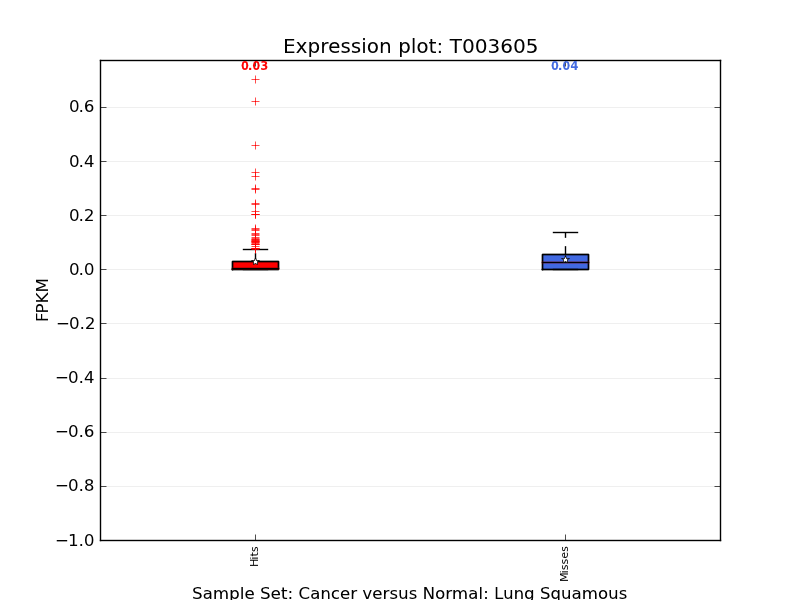 Expression plot: T003605
0.03 0.04
0.6
0.4
0.2
0.0
−0.2
−0.4
−0.6
−0.8
−1.0
FPKM
Hits Misses
Sample Set: Cancer versus Normal: Lung Squamous